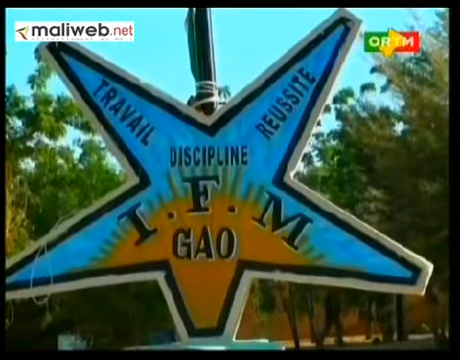 maliweb.net
ORTM
TRAVAIL
DISCIPLINE
REUSSITE
I.F.M
GAO